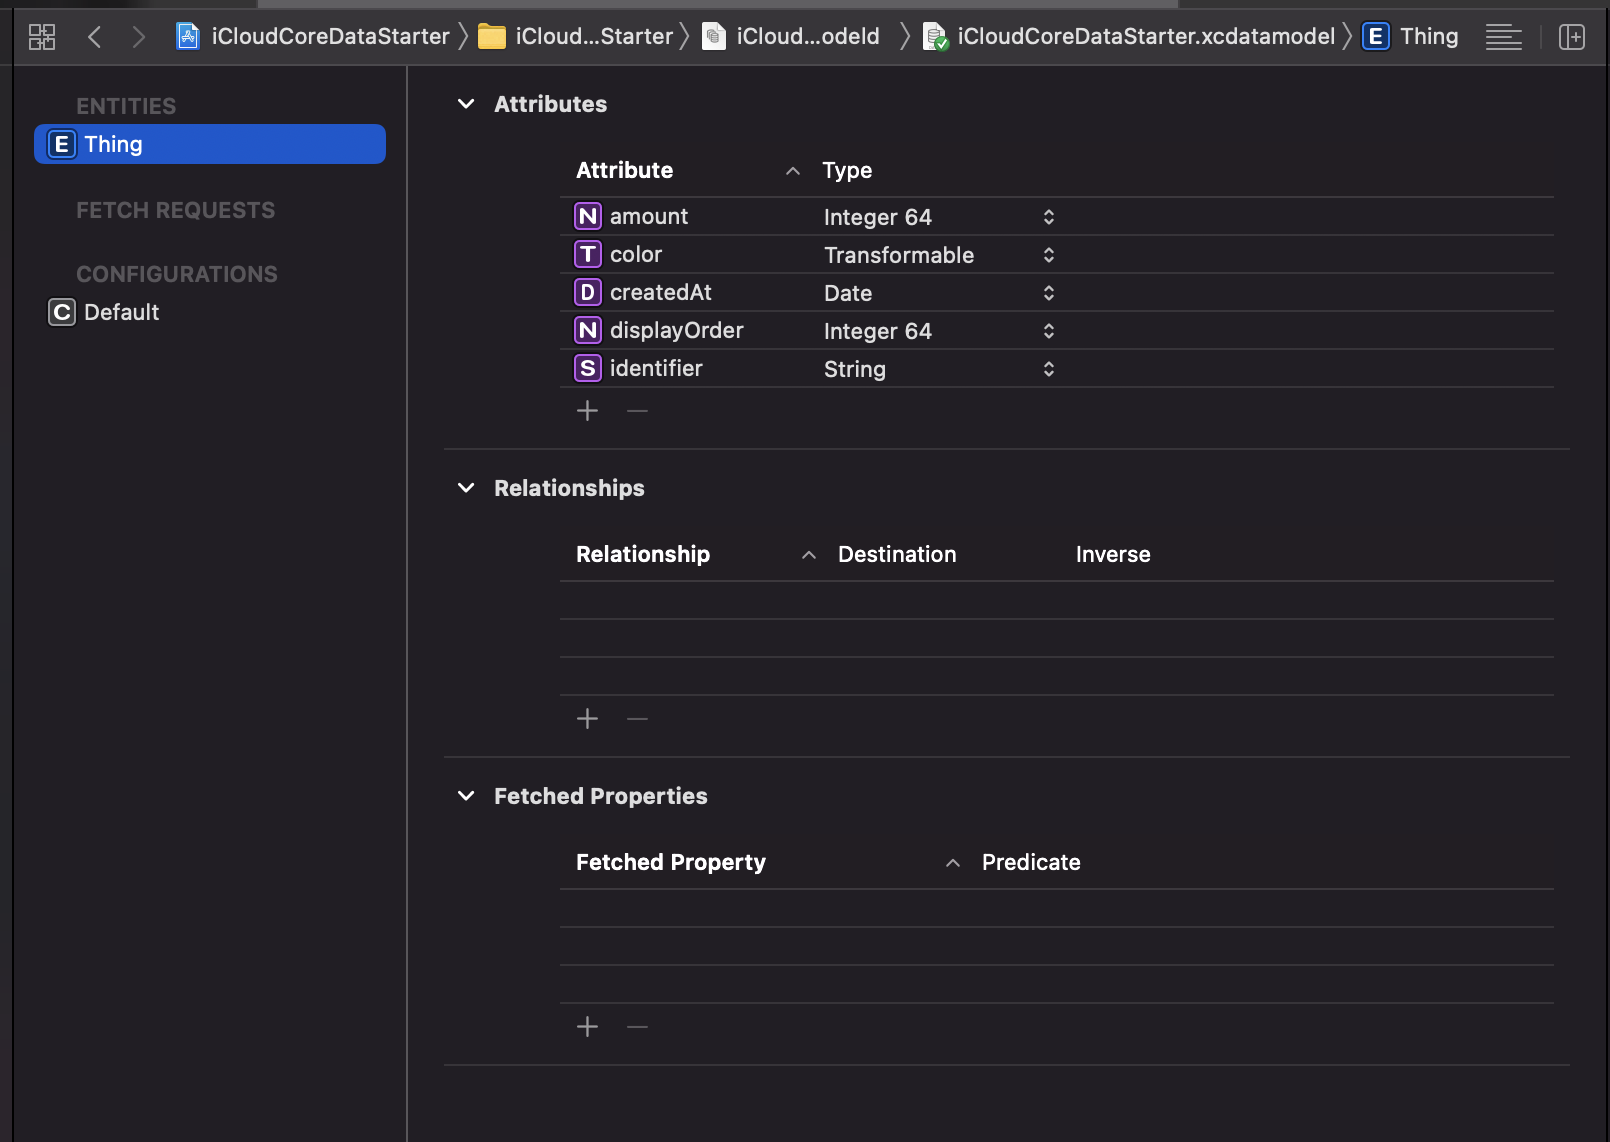 iCloudCoreDataStarter iCloud...Starter iCloud...odeld iCloudCoreDataStarter.xcdatamodel E Thing
ENTITIES
E Thing
FETCH REQUESTS
CONFIGURATIONS
C Default
Attributes
Attribute Type
N amount Integer 64
T color Transformable
D createdAt Date
N displayOrder Integer 64
S identifier String
Relationships
Relationship Destination Inverse
Fetched Properties
Fetched Property Predicate